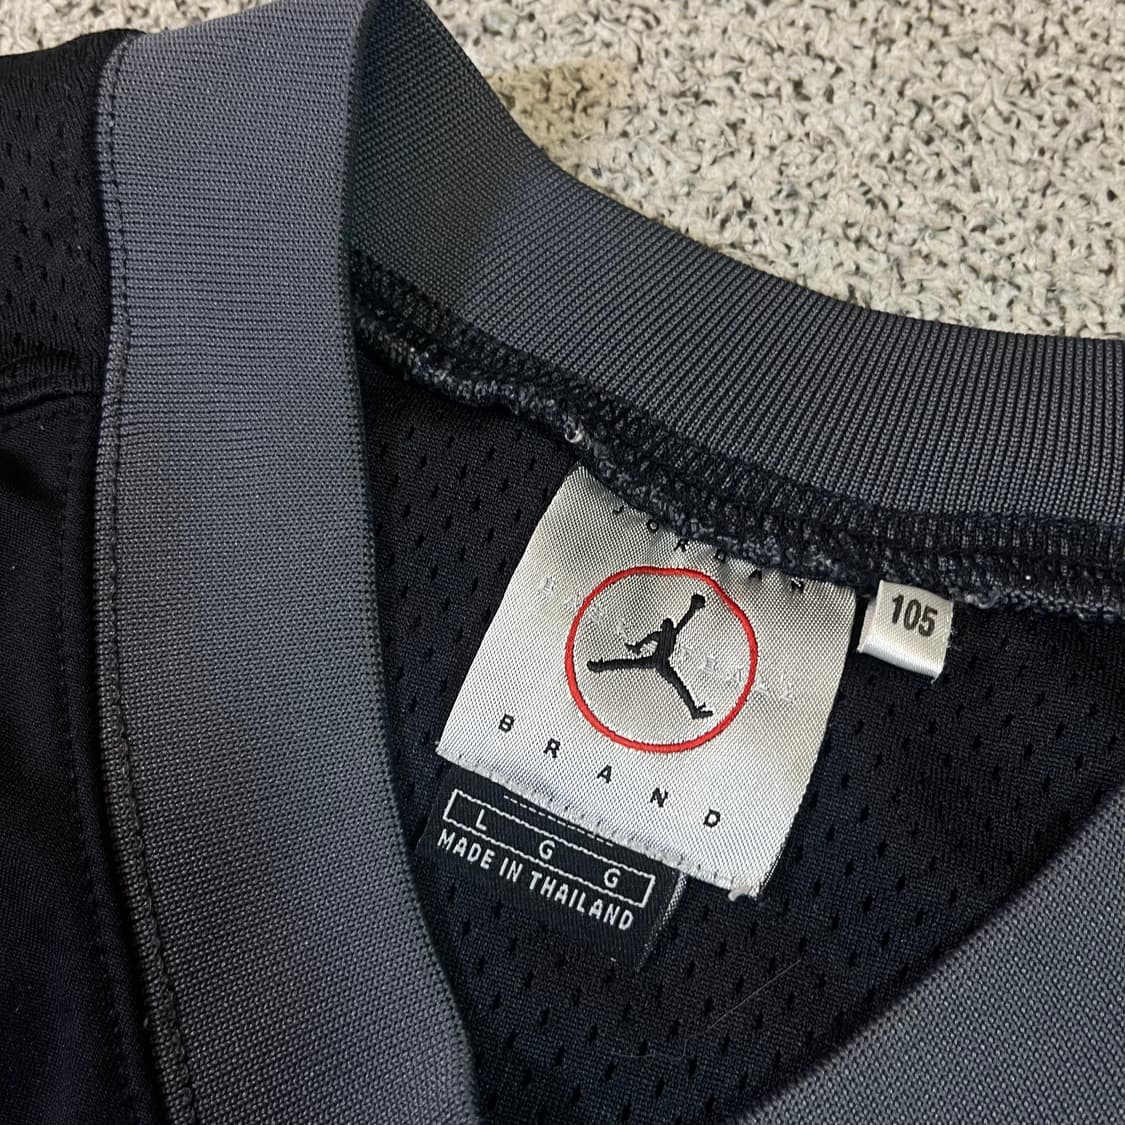 JORDAN
BRAND
105
L G G
MADE IN THAILAND